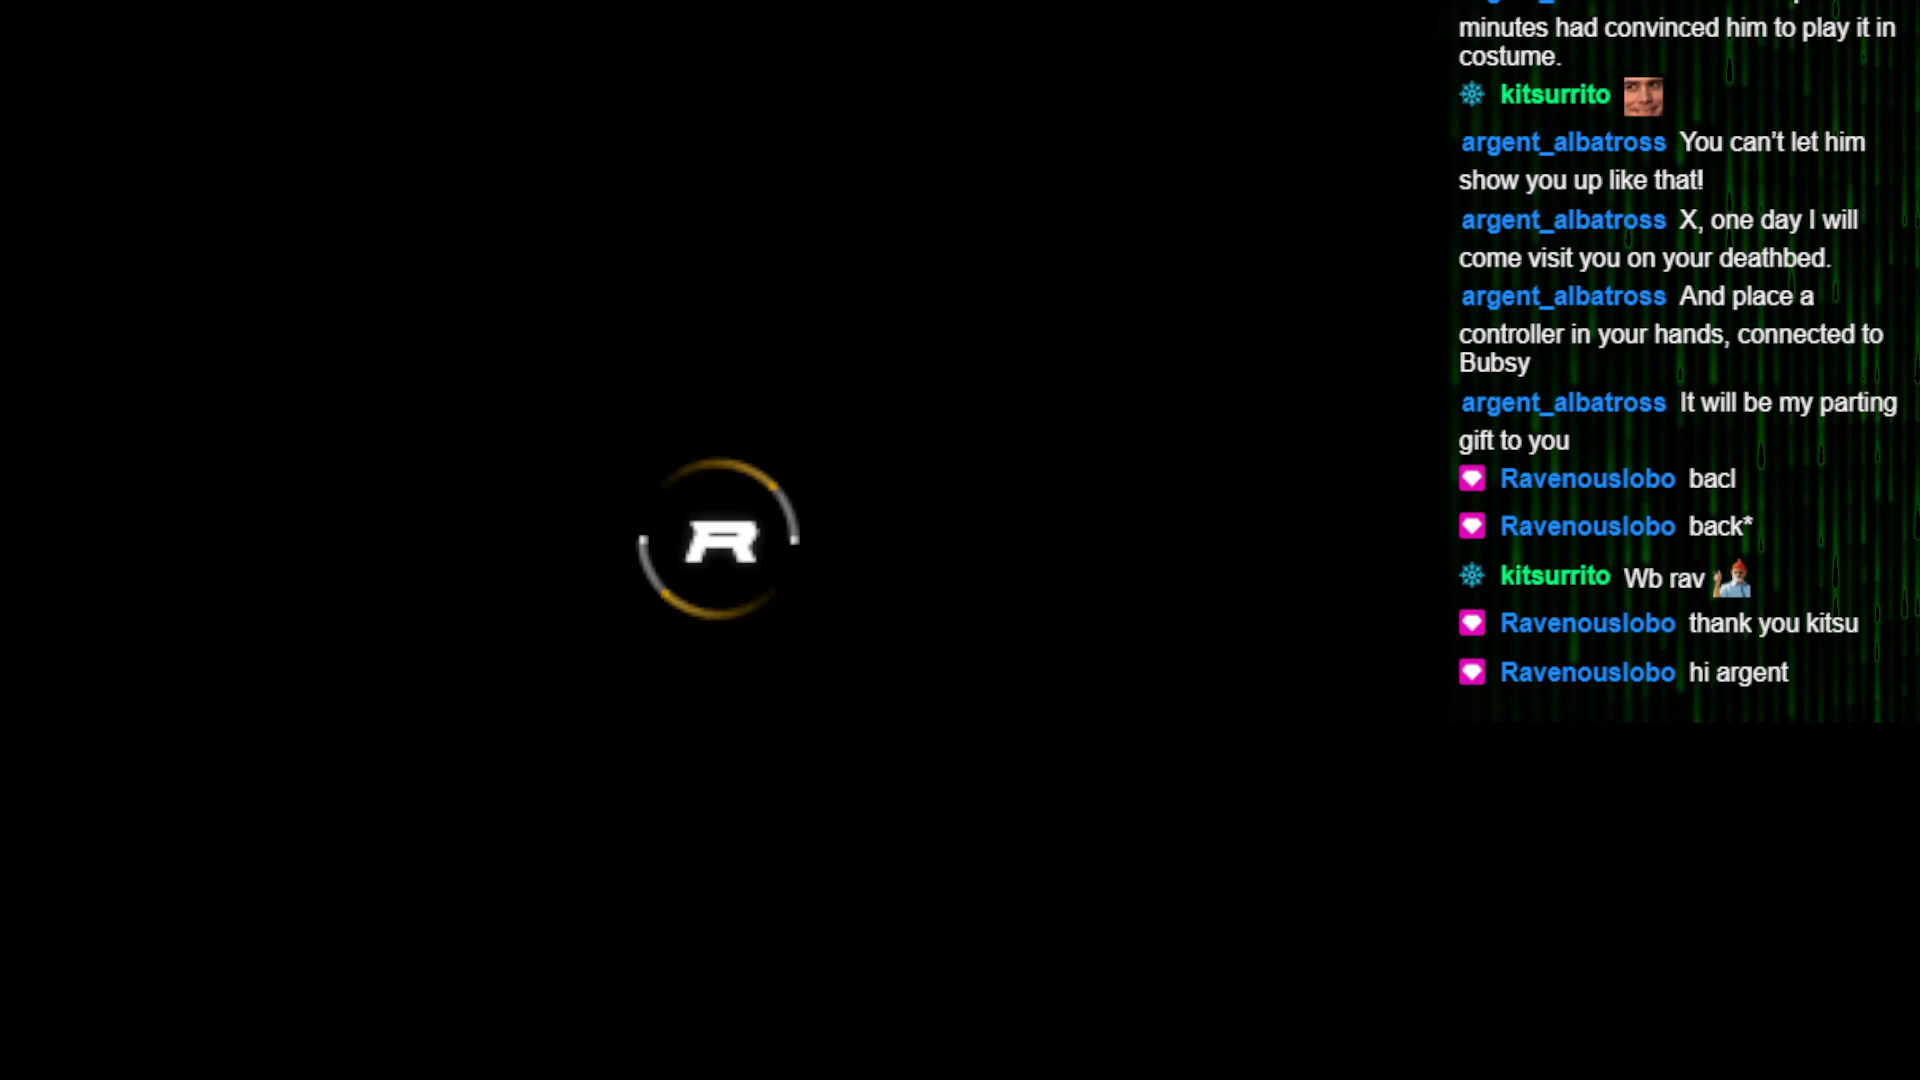 minutes had convinced him to play it in
costume.
kitsurrito
argent_albatross You can't let him
show you up like that!
argent_albatross X, one day I will
come visit you on your deathbed.
argent_albatross And place a
controller in your hands, connected to
Bubsy
argent_albatross It will be my parting
gift to you
Ravenouslobo bacl
Ravenouslobo back*
kitsurrito Wb rav
Ravenouslobo thank you kitsu
Ravenouslobo hi argent
R